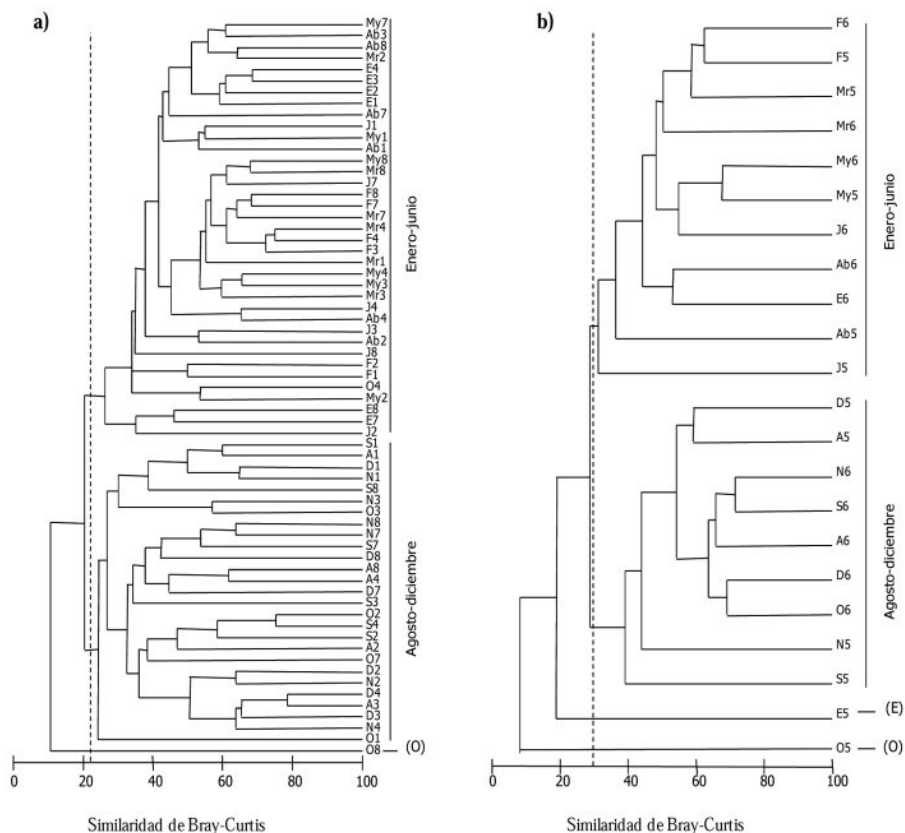 a)
My7
Ab3
Ab8
Mr2
E4
E3
E2
E1
Ab7
J1
My1
Ab1
My8
Mr8
J7
F8
F7
Mr7
Mr4
F4
F3
Mr1
My4
My3
Mr3
J4
Ab4
J3
Ab2
J8
F2
F1
O4
My2
E8
E7
J2
S1
A1
D1
N1
S8
N3
O3
N8
N7
S7
D8
A8
A4
D7
S3
O2
S4
S2
A2
O7
D2
N2
D4
A3
D3
N4
O1
O8
Enero-junio
Agosto-diciembre
(O)
0 20 40 60 80 100
Similaridad de Bray-Curtis
b)
F6
F5
Mr5
Mr6
My6
My5
J6
Ab6
E6
Ab5
J5
D5
A5
N6
S6
A6
D6
O6
N5
S5
E5
O5
Enero-junio
Agosto-diciembre
(E)
(O)
0 20 40 60 80 100
Similaridad de Bray-Curtis